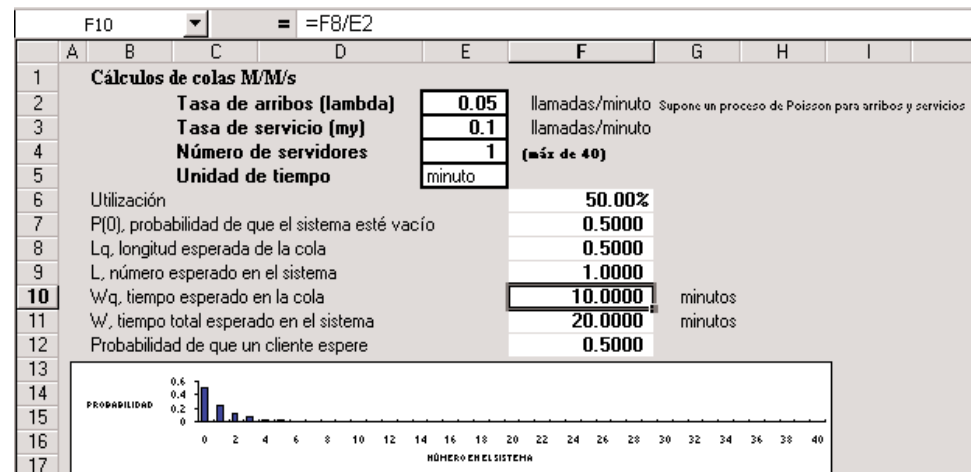 F10 = =F8/E2
A B C D E F G H I
1 Cálculos de colas M/M/s
2 Tasa de arribos (lambda) 0.05 llamadas/minuto Supone un proceso de Poisson para arribos y servicios
3 Tasa de servicio (my) 0.1 llamadas/minuto
4 Número de servidores 1 (máx de 40)
5 Unidad de tiempo minuto
6 Utilización 50.00%
7 P(0), probabilidad de que el sistema esté vacío 0.5000
8 Lq, longitud esperada de la cola 0.5000
9 L, número esperado en el sistema 1.0000
10 Wq, tiempo esperado en la cola 10.0000 minutos
11 W, tiempo total esperado en el sistema 20.0000 minutos
12 Probabilidad de que un cliente espere 0.5000
13
14 PROBABILIDAD 0.6 0.4
15 0.2 0
16 0 2 4 6 8 10 12 14 16 18 20 22 24 26 28 30 32 34 36 38 40
17 NÚMERO EN EL SISTEMA